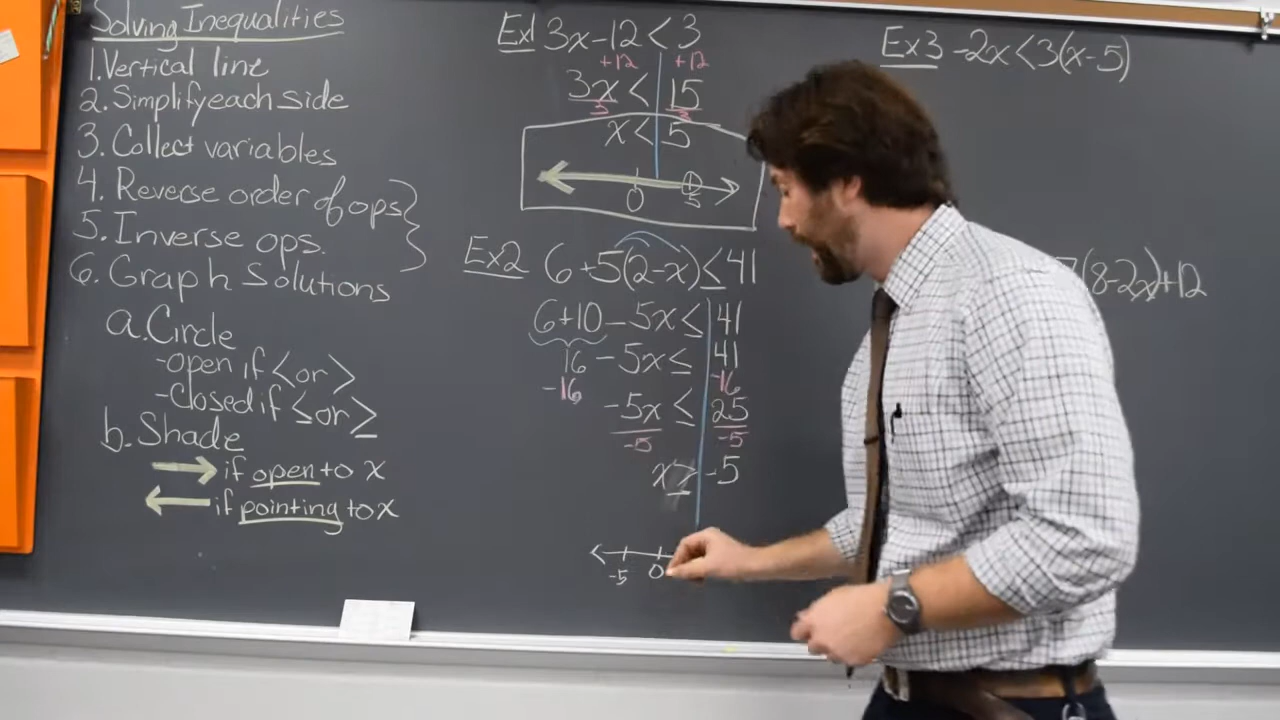 Solving Inequalities
1. Vertical line
2. Simplify each side
3. Collect variables
4. Reverse order of ops
5. Inverse ops.
6. Graph Solutions
a. Circle
-open if < or >
-Closed if ≤ or ≥
b. Shade
→ if open to x
← if pointing to x
Ex1 3x-12 < 3
+12 +12
3x < 15
3 3
x < 5
0 5
Ex2 6+5(2-x) ≤ 41
6+10-5x ≤ 41
16-5x ≤ 41
-16 -16
-5x ≤ 25
-5 -5
x ≥ -5
-5 0
Ex3 -2x < 3(x-5)
7(8-2x)+12